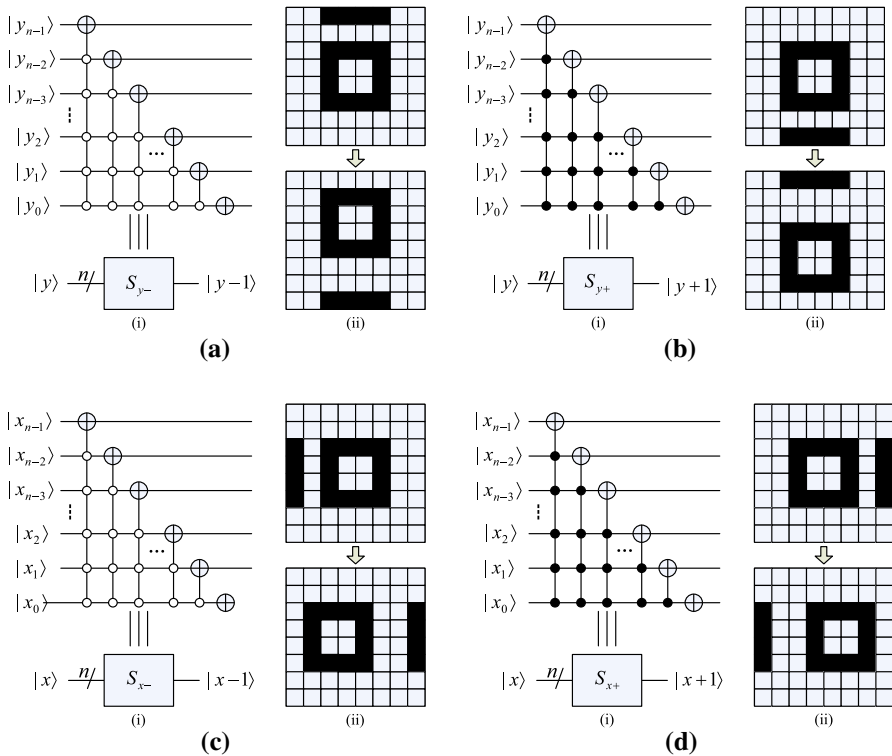 |y_{n−1}⟩
|y_{n−2}⟩
|y_{n−3}⟩
|y_2⟩
...
|y_1⟩
|y_0⟩
|y⟩ n S_{y−} |y−1⟩
(i) (ii)
(a)
|y_{n−1}⟩
|y_{n−2}⟩
|y_{n−3}⟩
|y_2⟩
...
|y_1⟩
|y_0⟩
|y⟩ n S_{y+} |y+1⟩
(i) (ii)
(b)
|x_{n−1}⟩
|x_{n−2}⟩
|x_{n−3}⟩
|x_2⟩
...
|x_1⟩
|x_0⟩
|x⟩ n S_{x−} |x−1⟩
(i) (ii)
(c)
|x_{n−1}⟩
|x_{n−2}⟩
|x_{n−3}⟩
|x_2⟩
...
|x_1⟩
|x_0⟩
|x⟩ n S_{x+} |x+1⟩
(i) (ii)
(d)